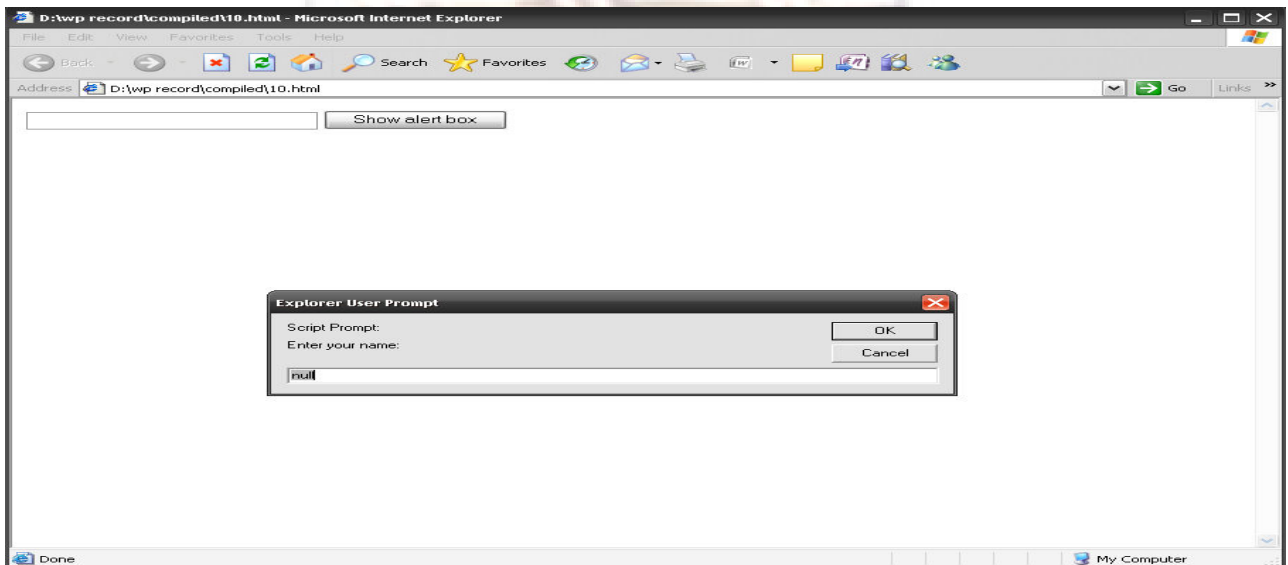 D:\wp record\compiled\10.html - Microsoft Internet Explorer
File Edit View Favorites Tools Help
Back Search Favorites
Address D:\wp record\compiled\10.html Go Links »
Show alert box
Explorer User Prompt
Script Prompt:
OK
Enter your name:
Cancel
null
Done My Computer